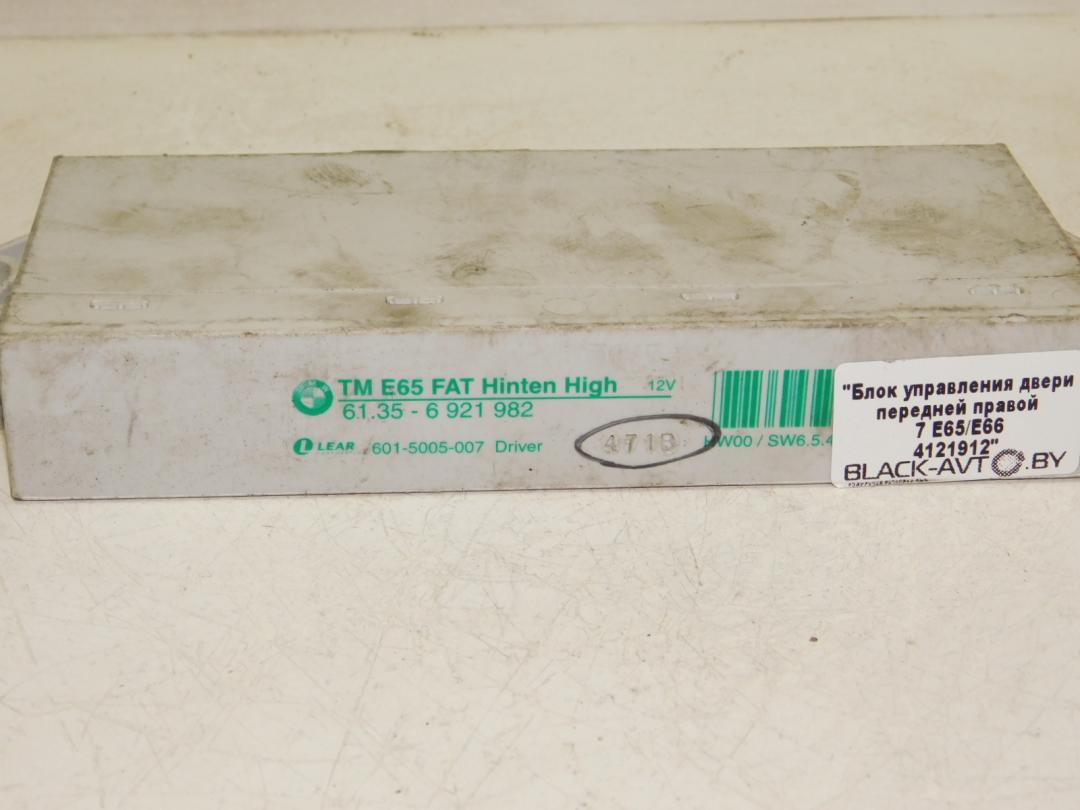 TM E65 FAT Hinten High 12V
61.35 - 6 921 982
LEAR 601-5005-007 Driver
471B
HW00 / SW6.5.4
"Блок управления двери
передней правой
7 E65/E66
4121912"
BLACK-AVTO.BY